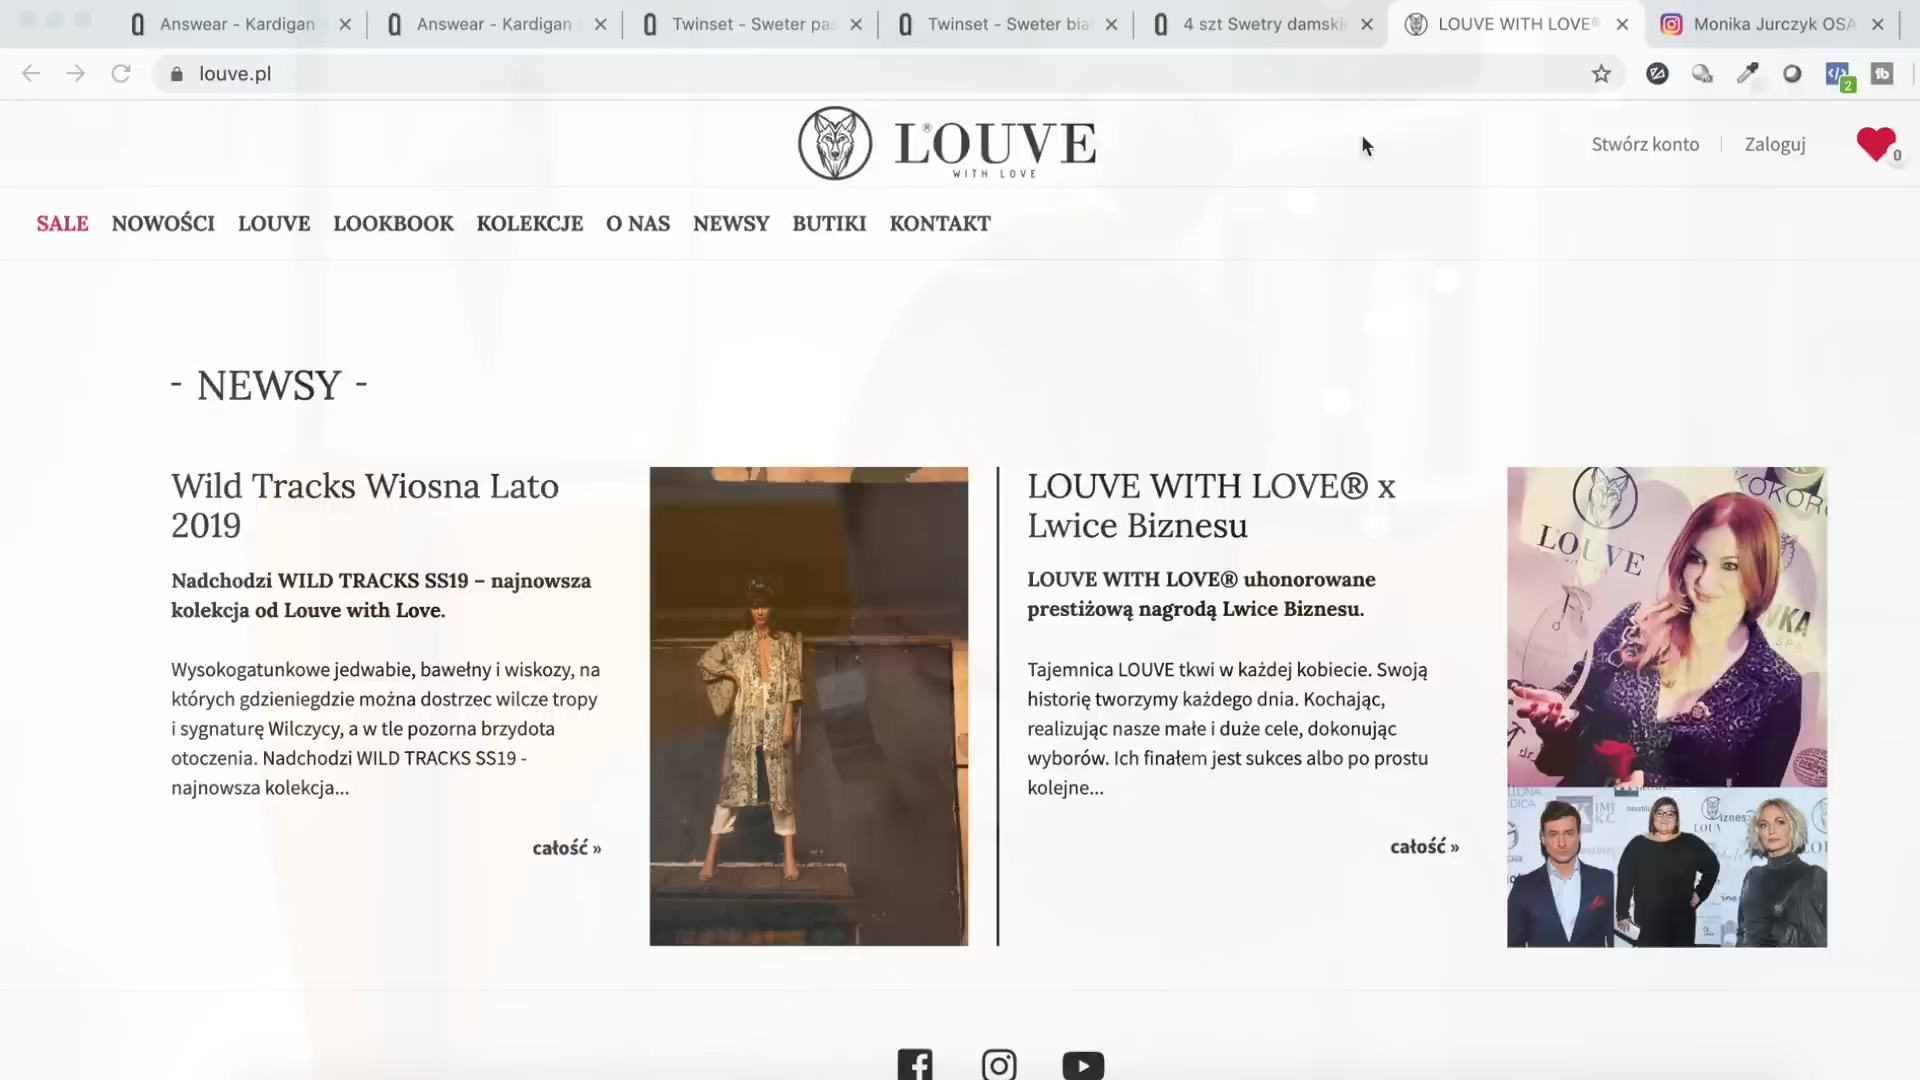 Answear - Kardigan
Answear - Kardigan
Twinset - Sweter pas
Twinset - Sweter bia
4 szt Swetry damski
LOUVE WITH LOVE®
Monika Jurczyk OSA
louve.pl
2
LOUVE
WITH LOVE
Stwórz konto
Zaloguj
0
SALE NOWOŚCI LOUVE LOOKBOOK KOLEKCJE O NAS NEWSY BUTIKI KONTAKT
- NEWSY -
Wild Tracks Wiosna Lato
2019
Nadchodzi WILD TRACKS SS19 – najnowsza
kolekcja od Louve with Love.
Wysokogatunkowe jedwabie, bawełny i wiskozy, na
których gdzieniegdzie można dostrzec wilcze tropy
i sygnaturę Wilczycy, a w tle pozorna brzydota
otoczenia. Nadchodzi WILD TRACKS SS19 -
najnowsza kolekcja...
całość »
LOUVE WITH LOVE® x
Lwice Biznesu
LOUVE WITH LOVE® uhonorowane
prestiżową nagrodą Lwice Biznesu.
Tajemnica LOUVE tkwi w każdej kobiecie. Swoją
historię tworzymy każdego dnia. Kochając,
realizując nasze małe i duże cele, dokonując
wyborów. Ich finałem jest sukces albo po prostu
kolejne...
całość »
LOUVE